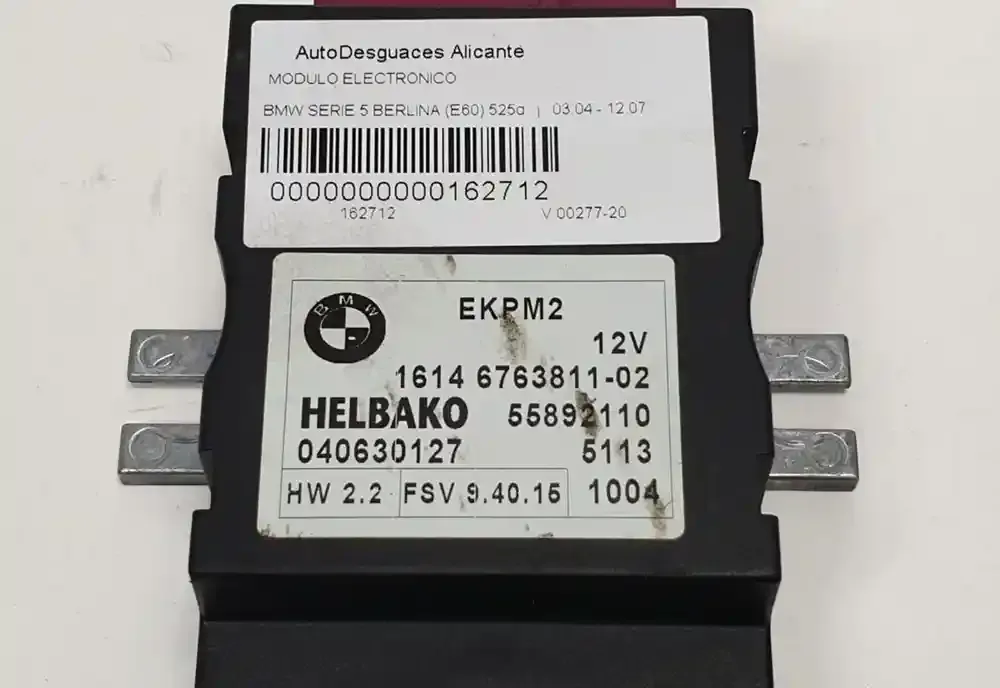 AutoDesguaces Alicante
MODULO ELECTRONICO
BMW SERIE 5 BERLINA (E60) 525d | 03.04 - 12.07
0000000000162712
162712 V 00277-20
BMW
EKPM2
12V
1614 6763811-02
HELBAKO 55892110
040630127 5113
HW 2.2 FSV 9.40.15 1004